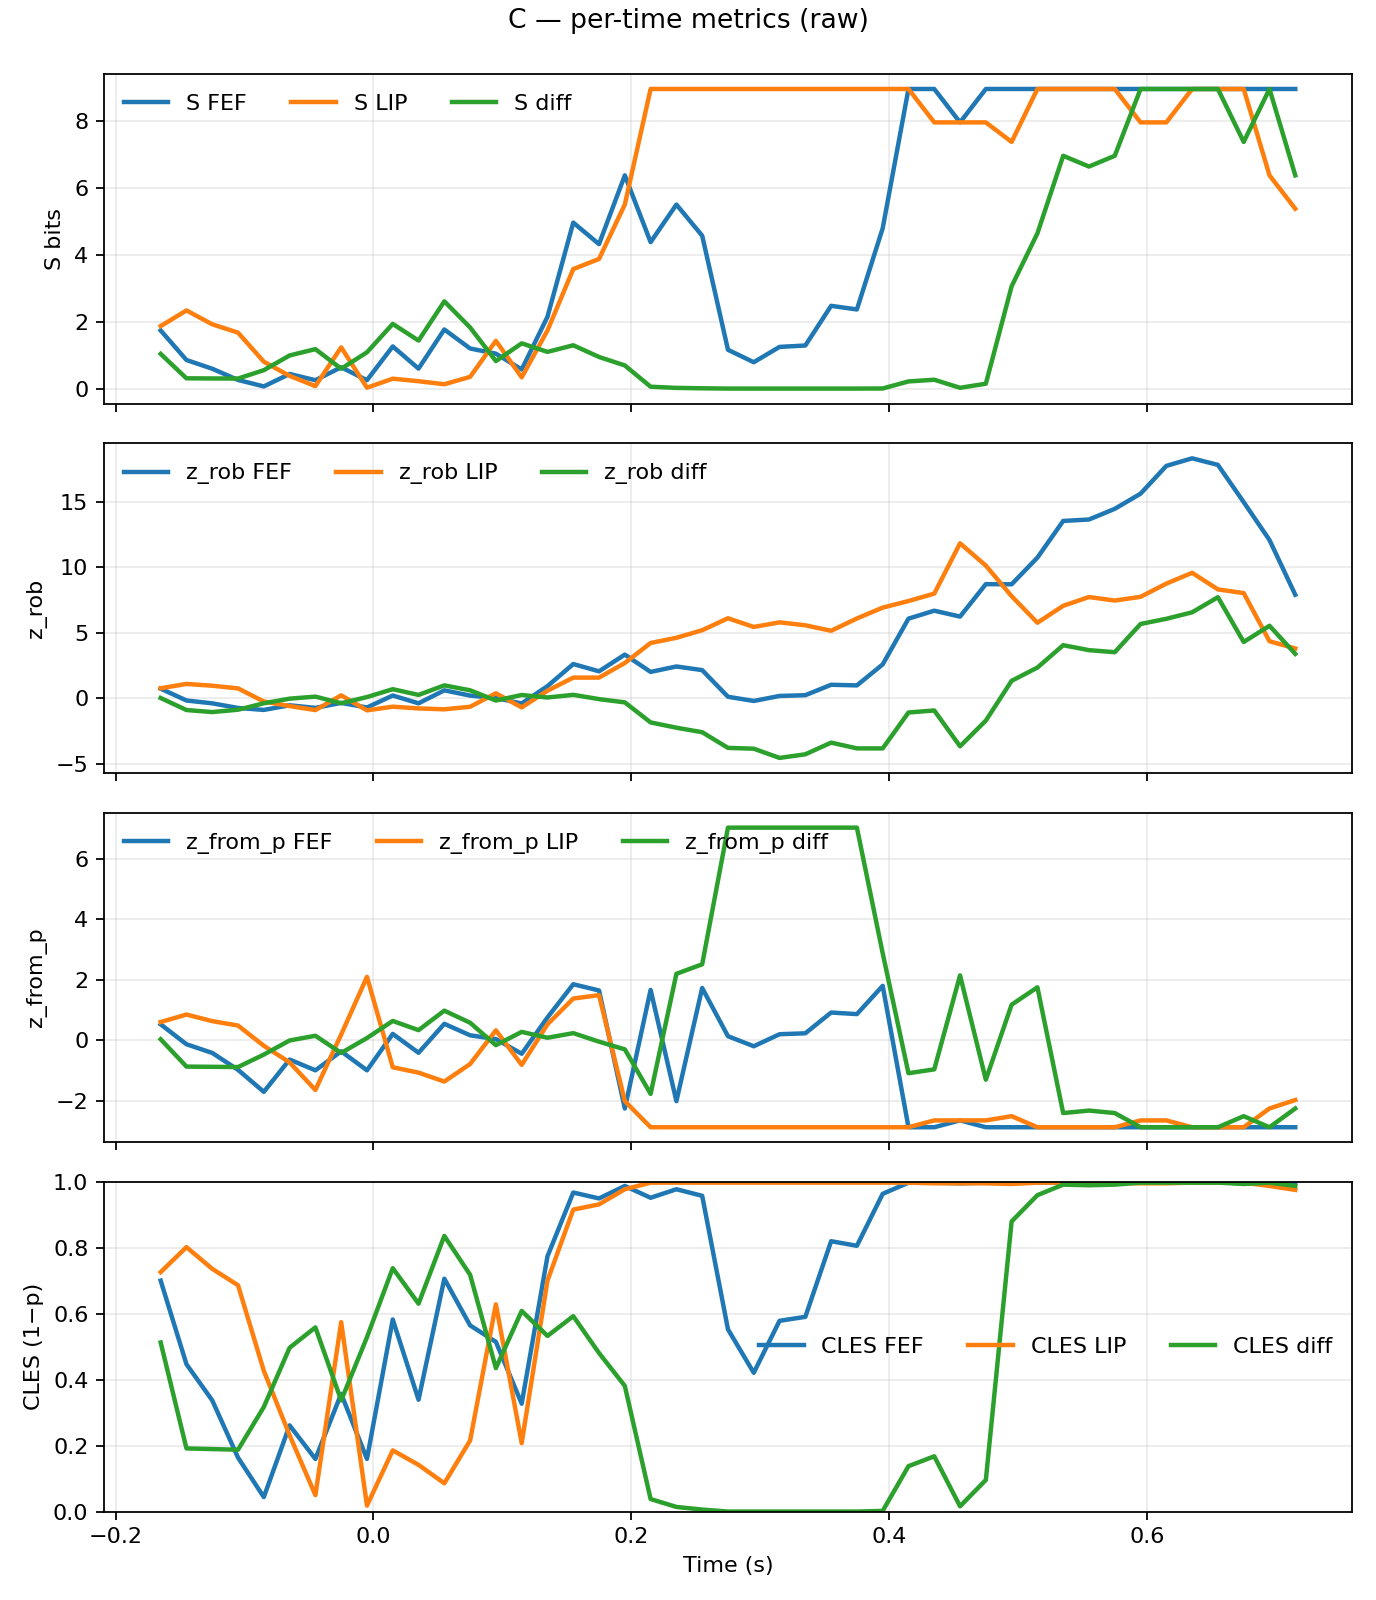 C — per-time metrics (raw)
S FEF S LIP S diff
8
6
4
2
0
S bits
z_rob FEF z_rob LIP z_rob diff
15
10
5
0
−5
z_rob
z_from_p FEF z_from_p LIP z_from_p diff
6
4
2
0
−2
z_from_p
1.0
0.8
0.6
0.4
0.2
0.0
CLES (1−p)
CLES FEF CLES LIP CLES diff
−0.2 0.0 0.2 0.4 0.6
Time (s)